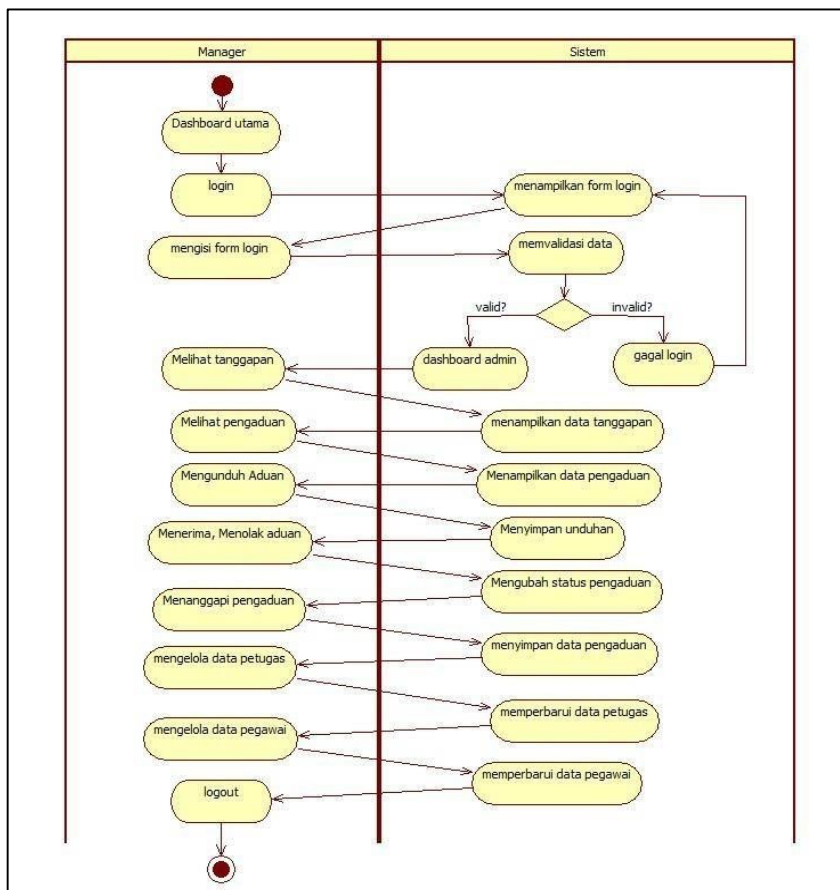 Manager
Sistem
Dashboard utama
login
menampilkan form login
mengisi form login
memvalidasi data
valid?
invalid?
dashboard admin
gagal login
Melihat tanggapan
menampilkan data tanggapan
Melihat pengaduan
Menampilkan data pengaduan
Mengunduh Aduan
Menyimpan unduhan
Menerima, Menolak aduan
Mengubah status pengaduan
Menanggapi pengaduan
menyimpan data pengaduan
mengelola data petugas
memperbarui data petugas
mengelola data pegawai
memperbarui data pegawai
logout